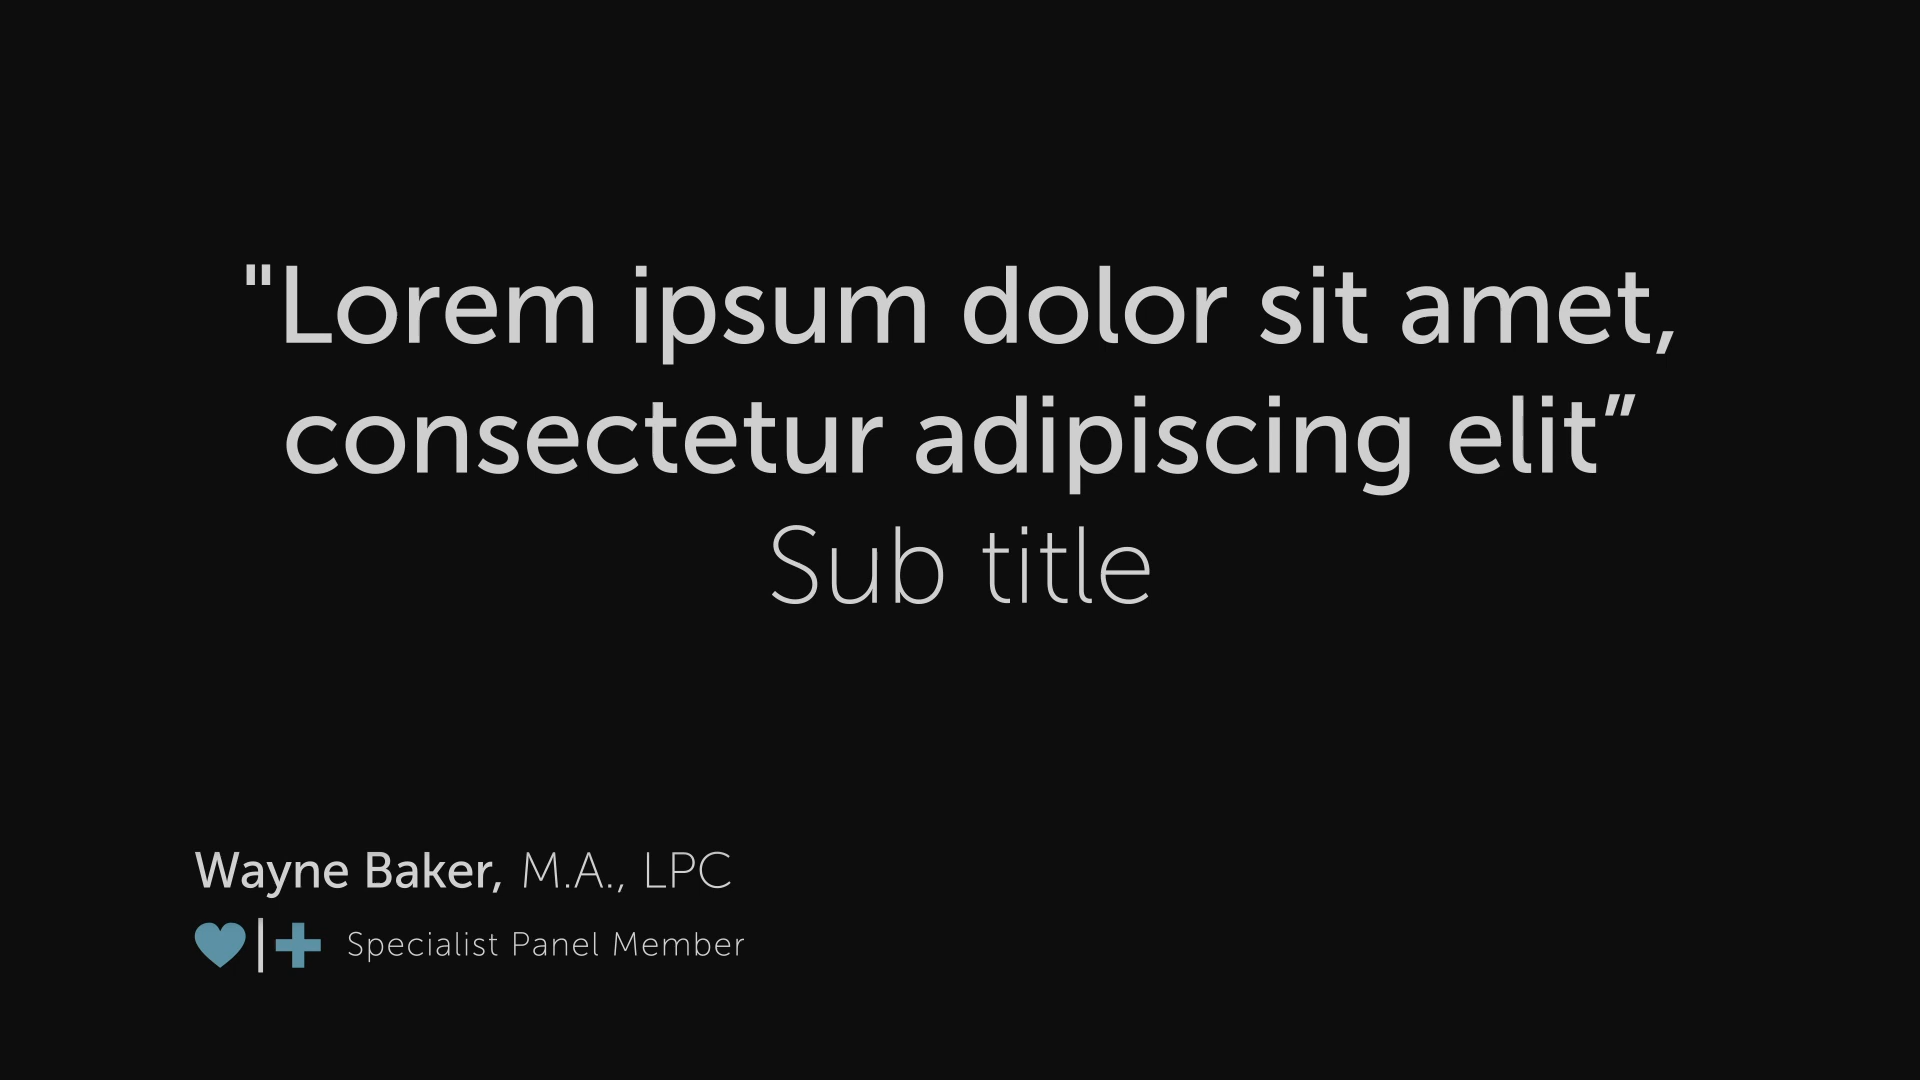 "Lorem ipsum dolor sit amet,
consectetur adipiscing elit”
Sub title
Wayne Baker, M.A., LPC
Specialist Panel Member